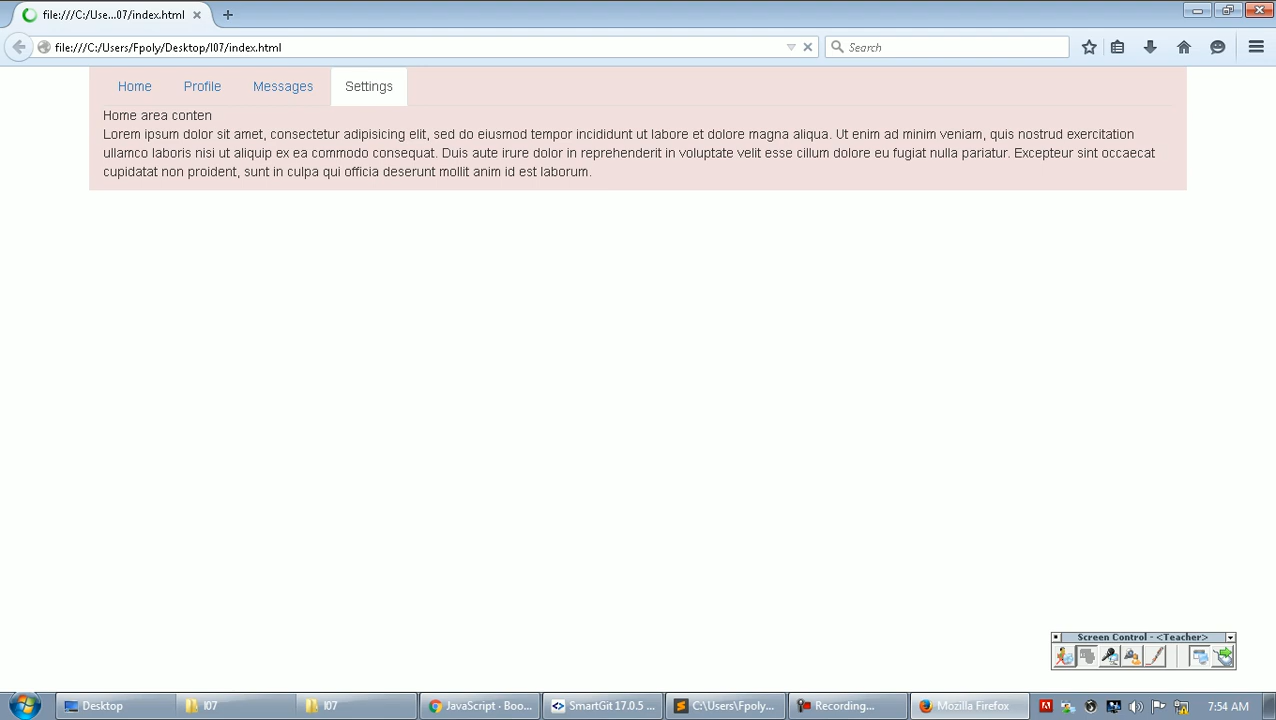 file:///C:/Use...07/index.html
file:///C:/Users/Fpoly/Desktop/l07/index.html
Search
Home Profile Messages Settings
Home area conten
Lorem ipsum dolor sit amet, consectetur adipisicing elit, sed do eiusmod tempor incididunt ut labore et dolore magna aliqua. Ut enim ad minim veniam, quis nostrud exercitation
ullamco laboris nisi ut aliquip ex ea commodo consequat. Duis aute irure dolor in reprehenderit in voluptate velit esse cillum dolore eu fugiat nulla pariatur. Excepteur sint occaecat
cupidatat non proident, sunt in culpa qui officia deserunt mollit anim id est laborum.
Screen Control - <Teacher>
Desktop l07 l07 JavaScript - Boo... SmartGit 17.0.5 ... C:\Users\Fpoly... Recording... Mozilla Firefox 7:54 AM